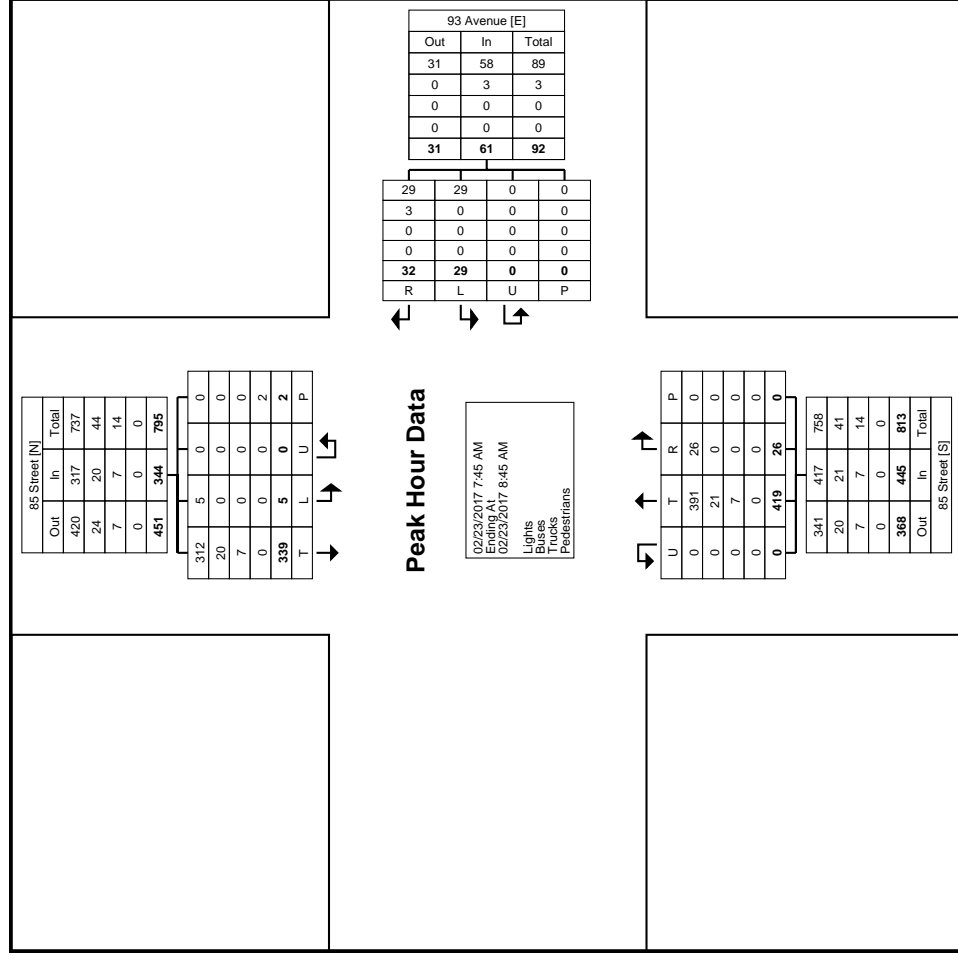 93 Avenue [E]
Out In Total
31 58 89
0 3 3
0 0 0
0 0 0
31 61 92
29 29 0 0
3 0 0 0
0 0 0 0
0 0 0 0
32 29 0 0
R L U P
85 Street [N]
Out In Total
420 317 737
24 20 44
7 7 14
0 0 0
451 344 795
312 5 0 0
20 0 0 0
7 0 0 0
0 0 0 2
339 5 0 2
T L U P
Peak Hour Data
02/23/2017 7:45 AM
Ending At
02/23/2017 8:45 AM
Lights
Buses
Trucks
Pedestrians
U T R P
0 391 26 0
0 21 0 0
0 7 0 0
0 0 0 0
0 419 26 0
341 417 758
20 21 41
7 7 14
0 0 0
368 445 813
Out In Total
85 Street [S]